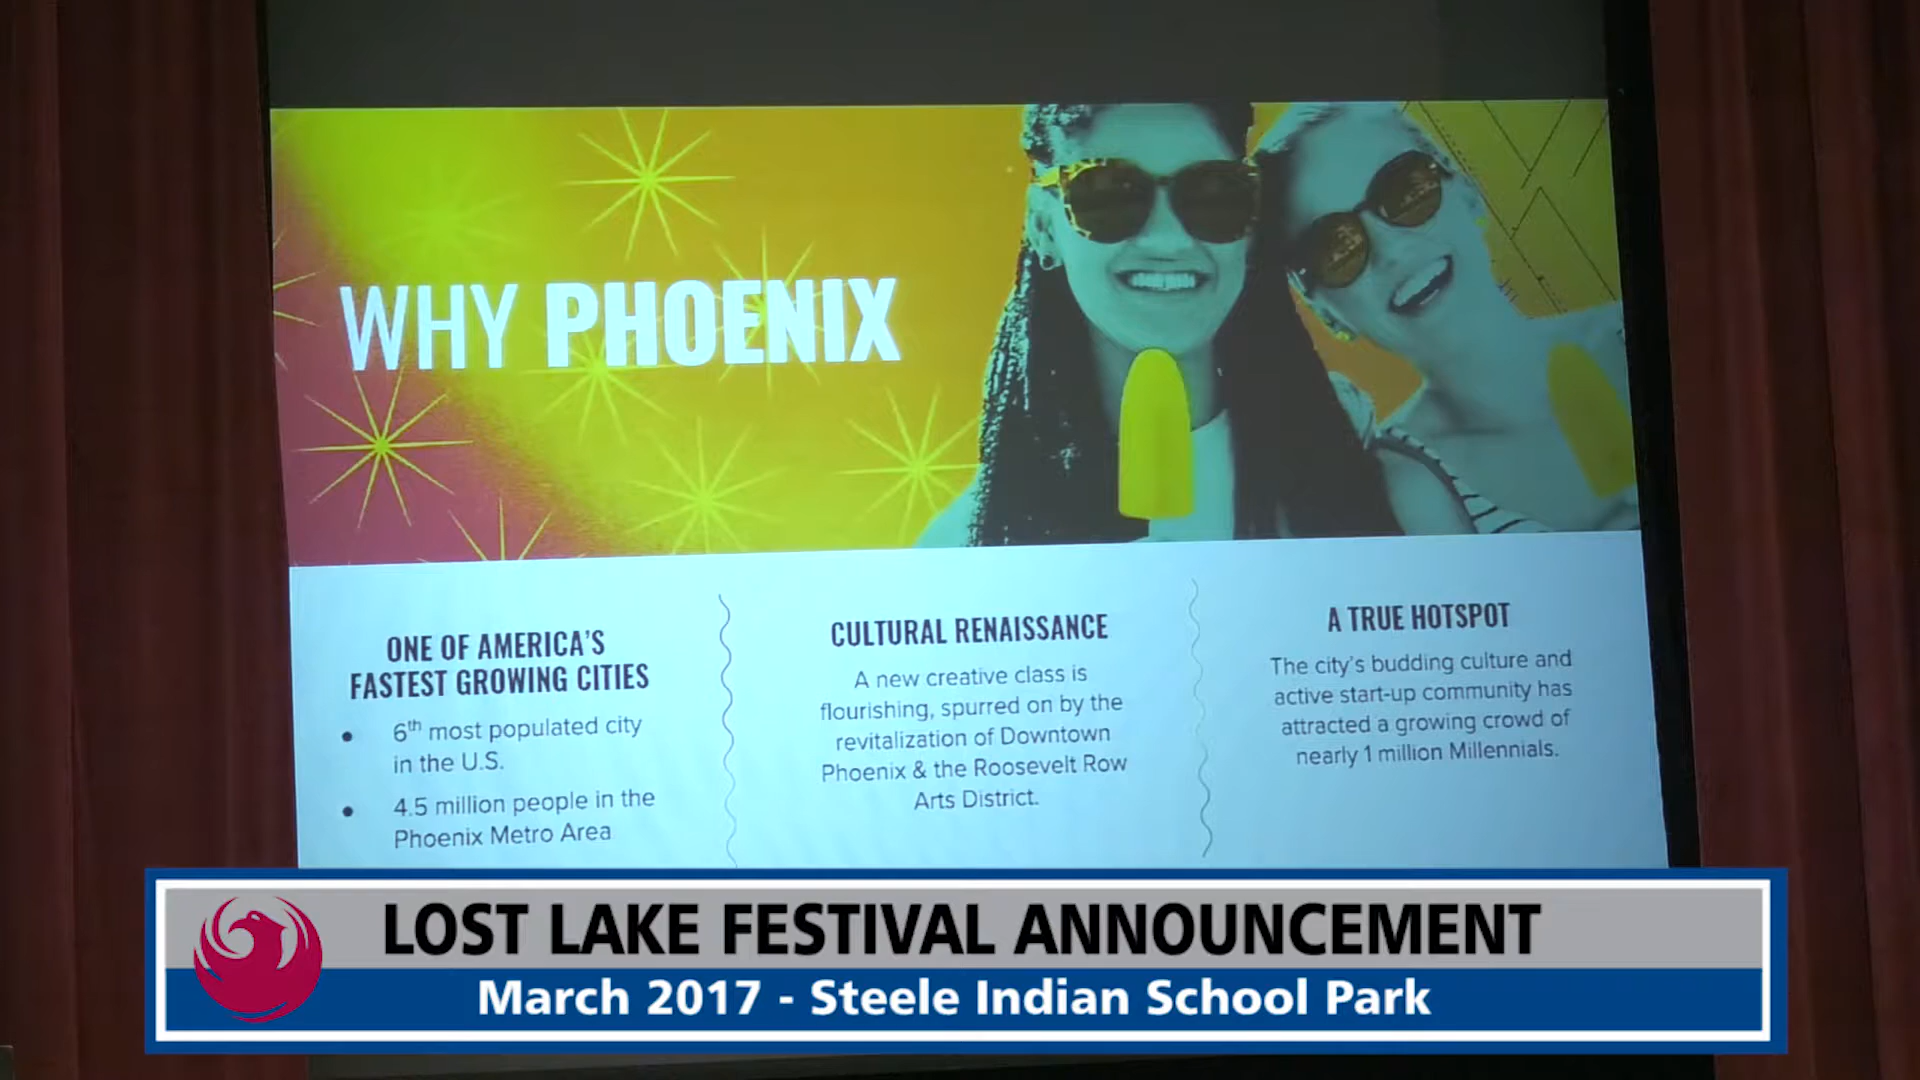 WHY PHOENIX
ONE OF AMERICA'S
FASTEST GROWING CITIES
• 6th most populated city
in the U.S.
• 4.5 million people in the
Phoenix Metro Area
CULTURAL RENAISSANCE
A new creative class is
flourishing, spurred on by the
revitalization of Downtown
Phoenix & the Roosevelt Row
Arts District.
A TRUE HOTSPOT
The city's budding culture and
active start-up community has
attracted a growing crowd of
nearly 1 million Millennials.
LOST LAKE FESTIVAL ANNOUNCEMENT
March 2017 - Steele Indian School Park